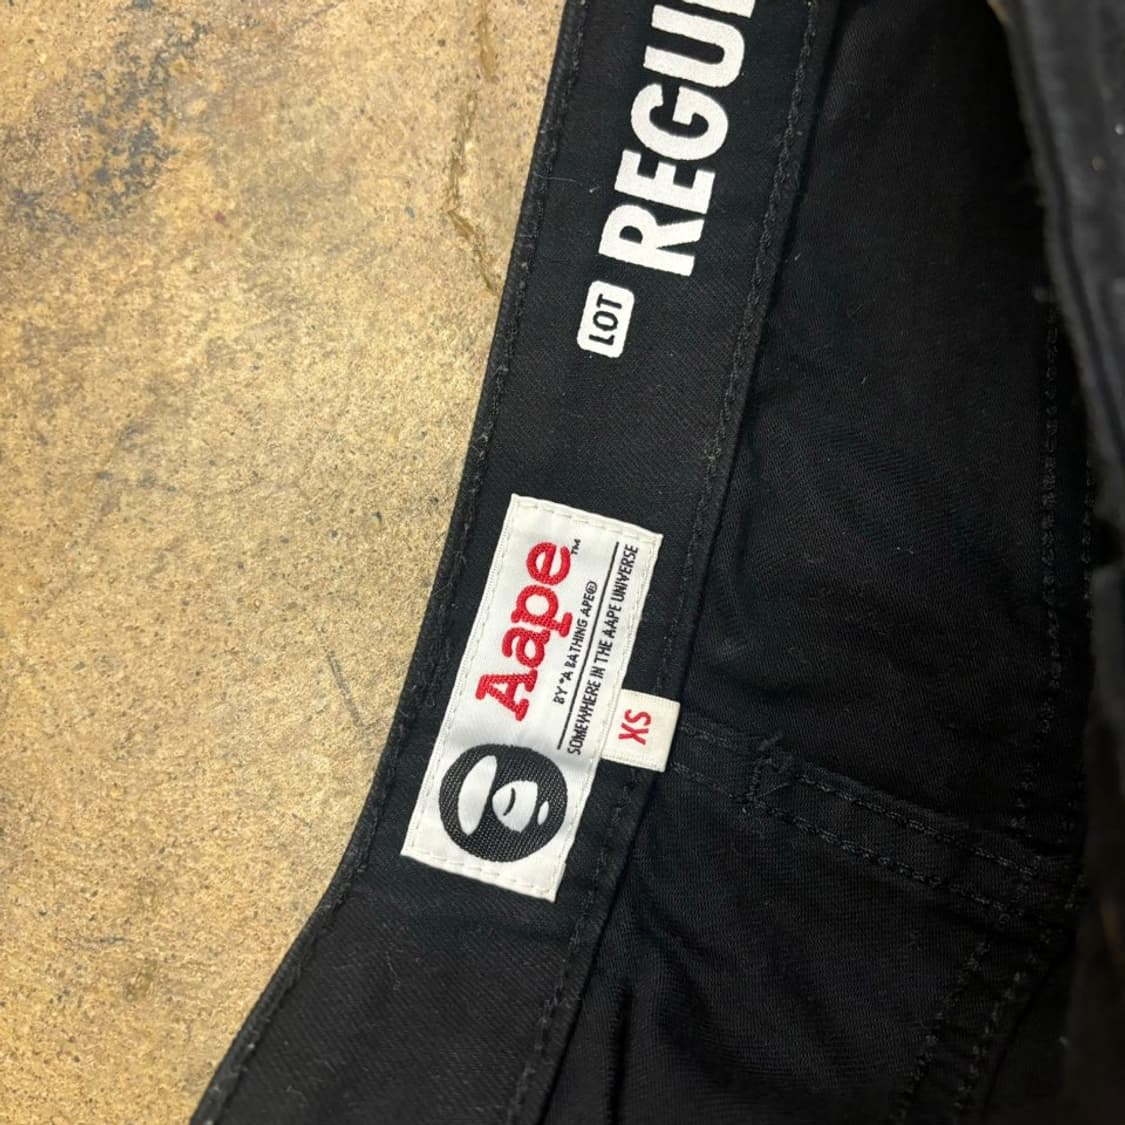 LOT REGU
Aape™
BY *A BATHING APE®
SOMEWHERE IN THE AAPE UNIVERSE
XS